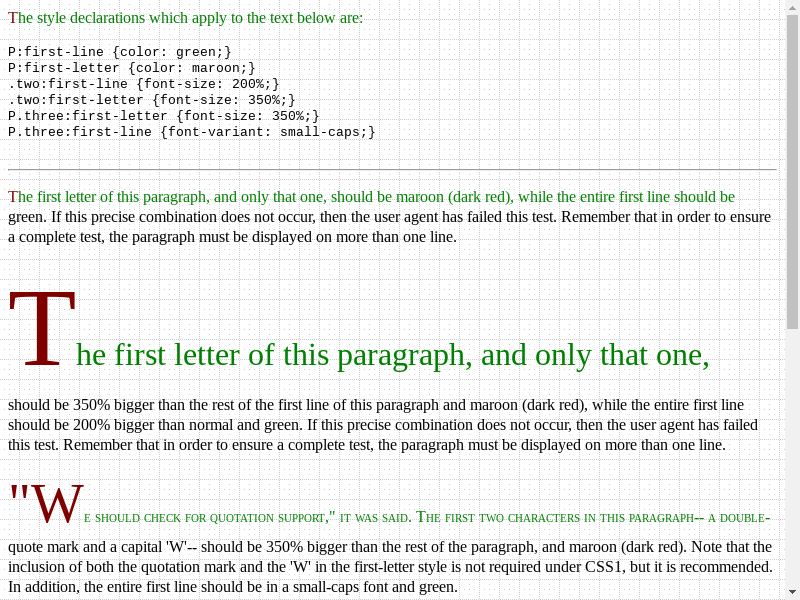 The style declarations which apply to the text below are:
P:first-line {color: green;}
P:first-letter {color: maroon;}
.two:first-line {font-size: 200%;}
.two:first-letter {font-size: 350%;}
P.three:first-letter {font-size: 350%;}
P.three:first-line {font-variant: small-caps;}
The first letter of this paragraph, and only that one, should be maroon (dark red), while the entire first line should be
green. If this precise combination does not occur, then the user agent has failed this test. Remember that in order to ensure
a complete test, the paragraph must be displayed on more than one line.
The first letter of this paragraph, and only that one,
should be 350% bigger than the rest of the first line of this paragraph and maroon (dark red), while the entire first line
should be 200% bigger than normal and green. If this precise combination does not occur, then the user agent has failed
this test. Remember that in order to ensure a complete test, the paragraph must be displayed on more than one line.
"We should check for quotation support," it was said. The first two characters in this paragraph-- a double-
quote mark and a capital 'W'-- should be 350% bigger than the rest of the paragraph, and maroon (dark red). Note that the
inclusion of both the quotation mark and the 'W' in the first-letter style is not required under CSS1, but it is recommended.
In addition, the entire first line should be in a small-caps font and green.